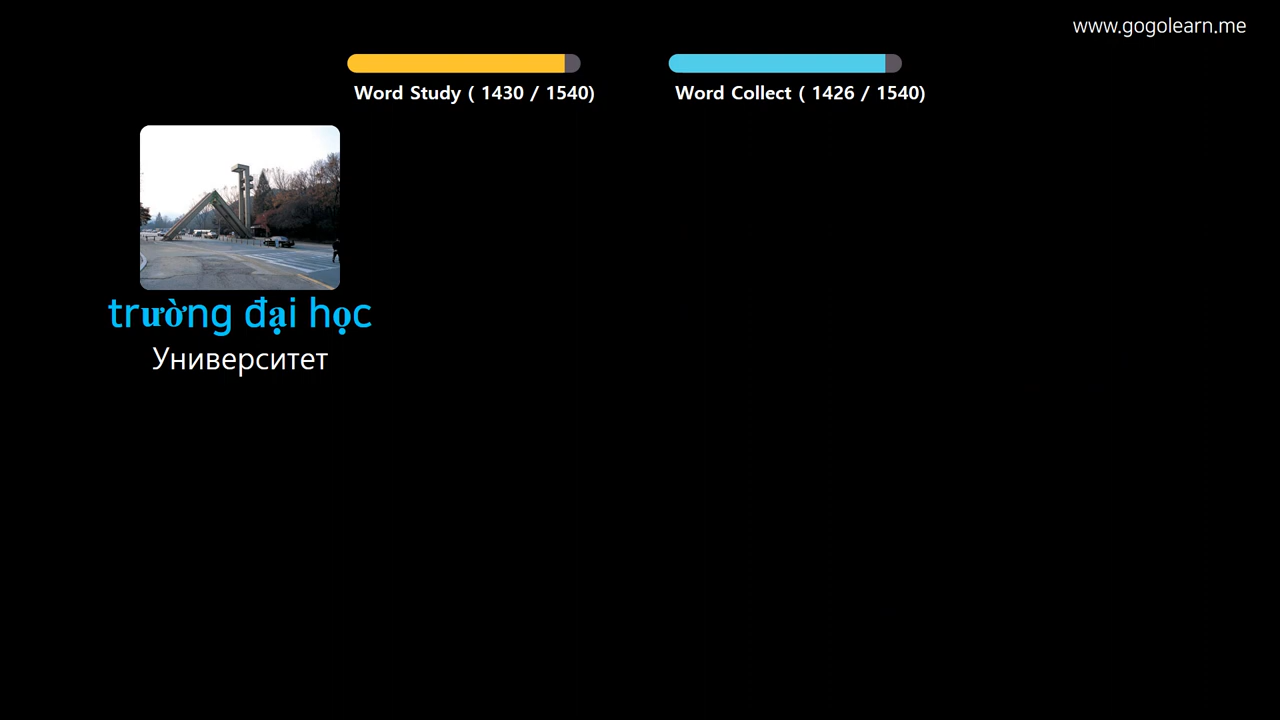 www.gogolearn.me
Word Study ( 1430 / 1540)
Word Collect ( 1426 / 1540)
trường đại học
Университет